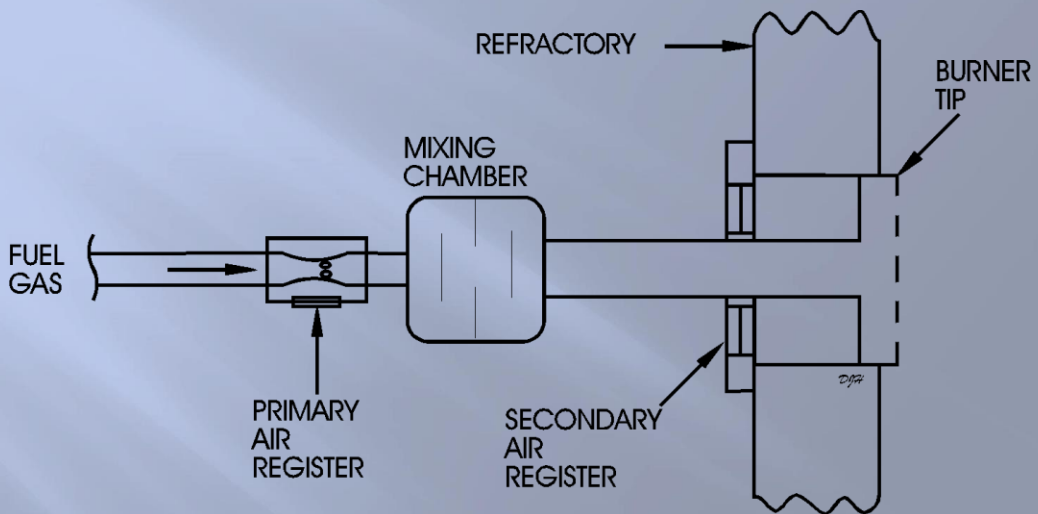 REFRACTORY
BURNER
TIP
MIXING
CHAMBER
FUEL
GAS
PRIMARY
AIR
REGISTER
SECONDARY
AIR
REGISTER
DJH